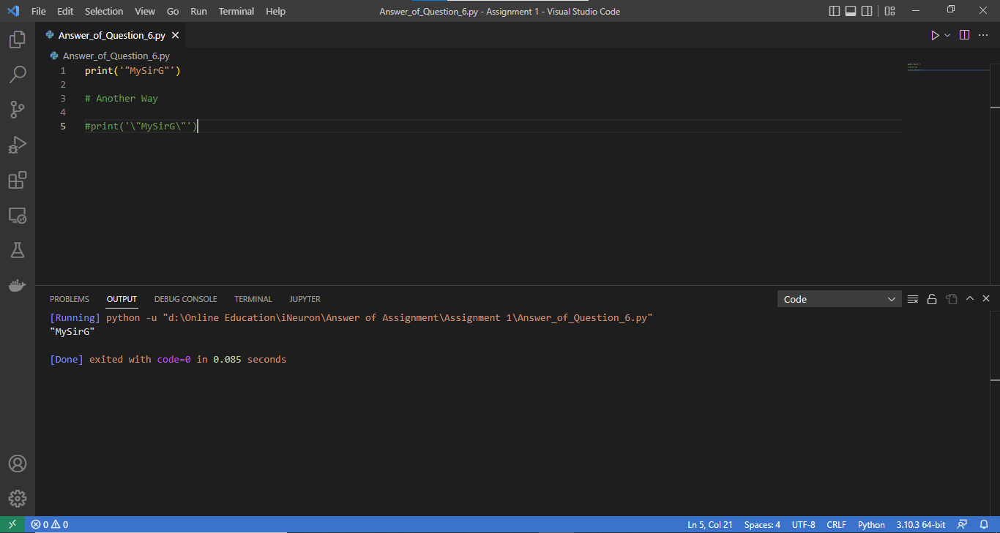 File Edit Selection View Go Run Terminal Help Answer_of_Question_6.py - Assignment 1 - Visual Studio Code
Answer_of_Question_6.py
Answer_of_Question_6.py
1 print('"MySirG"')
2
3 # Another Way
4
5 #print('\"MySirG\"')
PROBLEMS OUTPUT DEBUG CONSOLE TERMINAL JUPYTER Code
[Running] python -u "d:\Online Education\iNeuron\Answer of Assignment\Assignment 1\Answer_of_Question_6.py"
"MySirG"
[Done] exited with code=0 in 0.085 seconds
0 0 Ln 5, Col 21 Spaces: 4 UTF-8 CRLF Python 3.10.3 64-bit